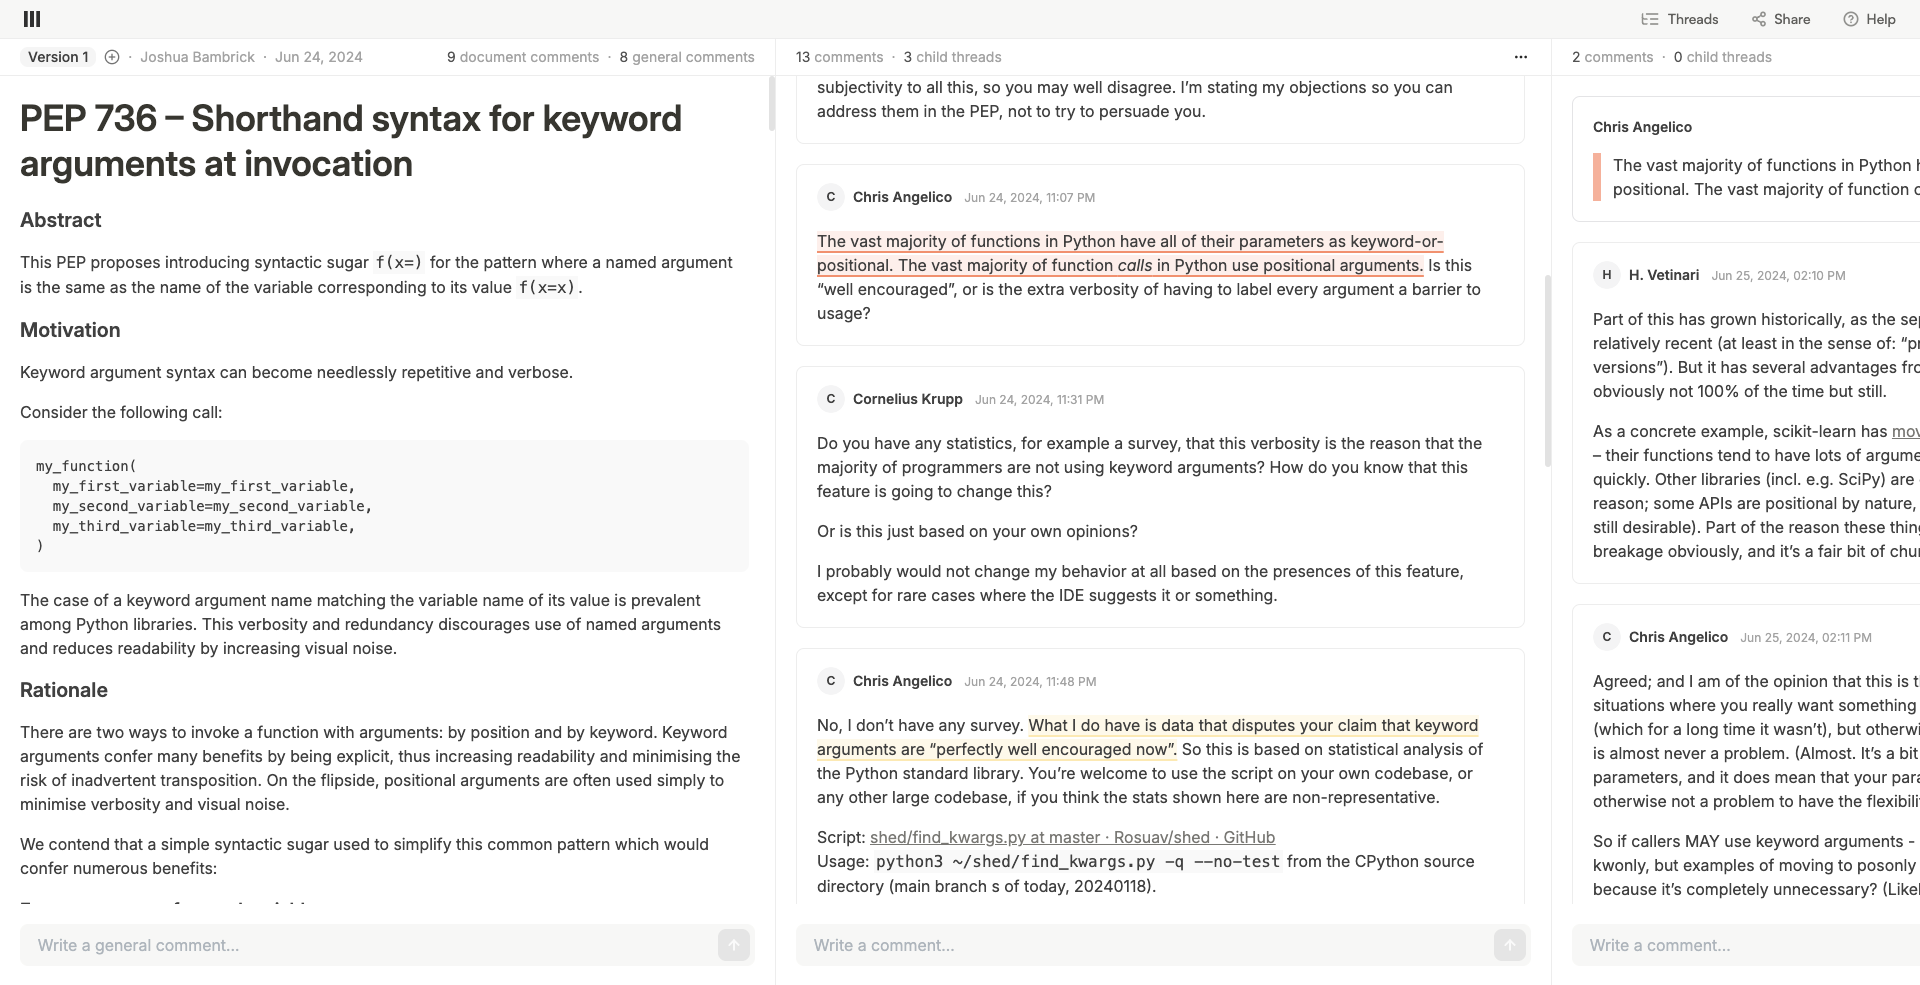 Threads
Share
Help
Version 1 · Joshua Bambrick · Jun 24, 2024
9 document comments · 8 general comments
PEP 736 – Shorthand syntax for keyword
arguments at invocation
Abstract
This PEP proposes introducing syntactic sugar f(x=) for the pattern where a named argument
is the same as the name of the variable corresponding to its value f(x=x).
Motivation
Keyword argument syntax can become needlessly repetitive and verbose.
Consider the following call:
my_function(
  my_first_variable=my_first_variable,
  my_second_variable=my_second_variable,
  my_third_variable=my_third_variable,
)
The case of a keyword argument name matching the variable name of its value is prevalent
among Python libraries. This verbosity and redundancy discourages use of named arguments
and reduces readability by increasing visual noise.
Rationale
There are two ways to invoke a function with arguments: by position and by keyword. Keyword
arguments confer many benefits by being explicit, thus increasing readability and minimising the
risk of inadvertent transposition. On the flipside, positional arguments are often used simply to
minimise verbosity and visual noise.
We contend that a simple syntactic sugar used to simplify this common pattern which would
confer numerous benefits:
Write a general comment...
13 comments · 3 child threads
subjectivity to all this, so you may well disagree. I’m stating my objections so you can
address them in the PEP, not to try to persuade you.
C Chris Angelico Jun 24, 2024, 11:07 PM
The vast majority of functions in Python have all of their parameters as keyword-or-
positional. The vast majority of function calls in Python use positional arguments. Is this
“well encouraged”, or is the extra verbosity of having to label every argument a barrier to
usage?
C Cornelius Krupp Jun 24, 2024, 11:31 PM
Do you have any statistics, for example a survey, that this verbosity is the reason that the
majority of programmers are not using keyword arguments? How do you know that this
feature is going to change this?
Or is this just based on your own opinions?
I probably would not change my behavior at all based on the presences of this feature,
except for rare cases where the IDE suggests it or something.
C Chris Angelico Jun 24, 2024, 11:48 PM
No, I don’t have any survey. What I do have is data that disputes your claim that keyword
arguments are “perfectly well encouraged now”. So this is based on statistical analysis of
the Python standard library. You’re welcome to use the script on your own codebase, or
any other large codebase, if you think the stats shown here are non-representative.
Script: shed/find_kwargs.py at master · Rosuav/shed · GitHub
Usage: python3 ~/shed/find_kwargs.py -q --no-test from the CPython source
directory (main branch s of today, 20240118).
Write a comment...
2 comments · 0 child threads
Chris Angelico
The vast majority of functions in Python
positional. The vast majority of function
H H. Vetinari Jun 25, 2024, 02:10 PM
Part of this has grown historically, as the
relatively recent (at least in the sense of:
versions”). But it has several advantages
obviously not 100% of the time but still.
As a concrete example, scikit-learn has
– their functions tend to have lots of
quickly. Other libraries (incl. e.g. SciPy) are
reason; some APIs are positional by nature,
still desirable). Part of the reason these
breakage obviously, and it’s a fair bit of
C Chris Angelico Jun 25, 2024, 02:11 PM
Agreed; and I am of the opinion that this is
situations where you really want something
(which for a long time it wasn’t), but
is almost never a problem. (Almost. It’s a bit
parameters, and it does mean that your
otherwise not a problem to have the
So if callers MAY use keyword arguments -
kwonly, but examples of moving to posonly
because it’s completely unnecessary?
Write a comment...